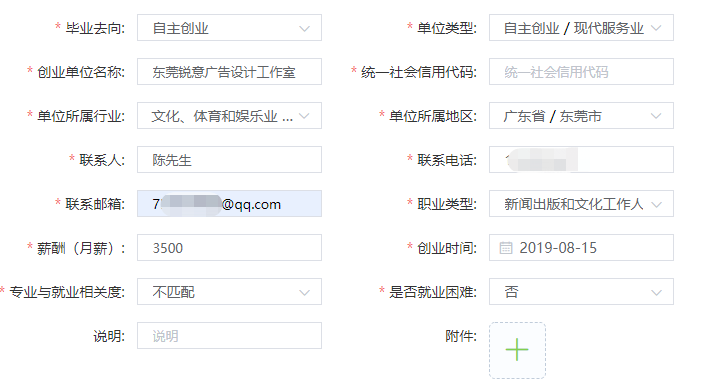 * 毕业去向: 自主创业 * 单位类型: 自主创业 / 现代服务业
* 创业单位名称: 东莞锐意广告设计工作室 * 统一社会信用代码: 统一社会信用代码
* 单位所属行业: 文化、体育和娱乐业 ... * 单位所属地区: 广东省 / 东莞市
* 联系人: 陈先生 * 联系电话:
* 联系邮箱: 7 @qq.com * 职业类型: 新闻出版和文化工作人
* 薪酬（月薪）: 3500 * 创业时间: 2019-08-15
* 专业与就业相关度: 不匹配 * 是否就业困难: 否
说明: 说明 附件: